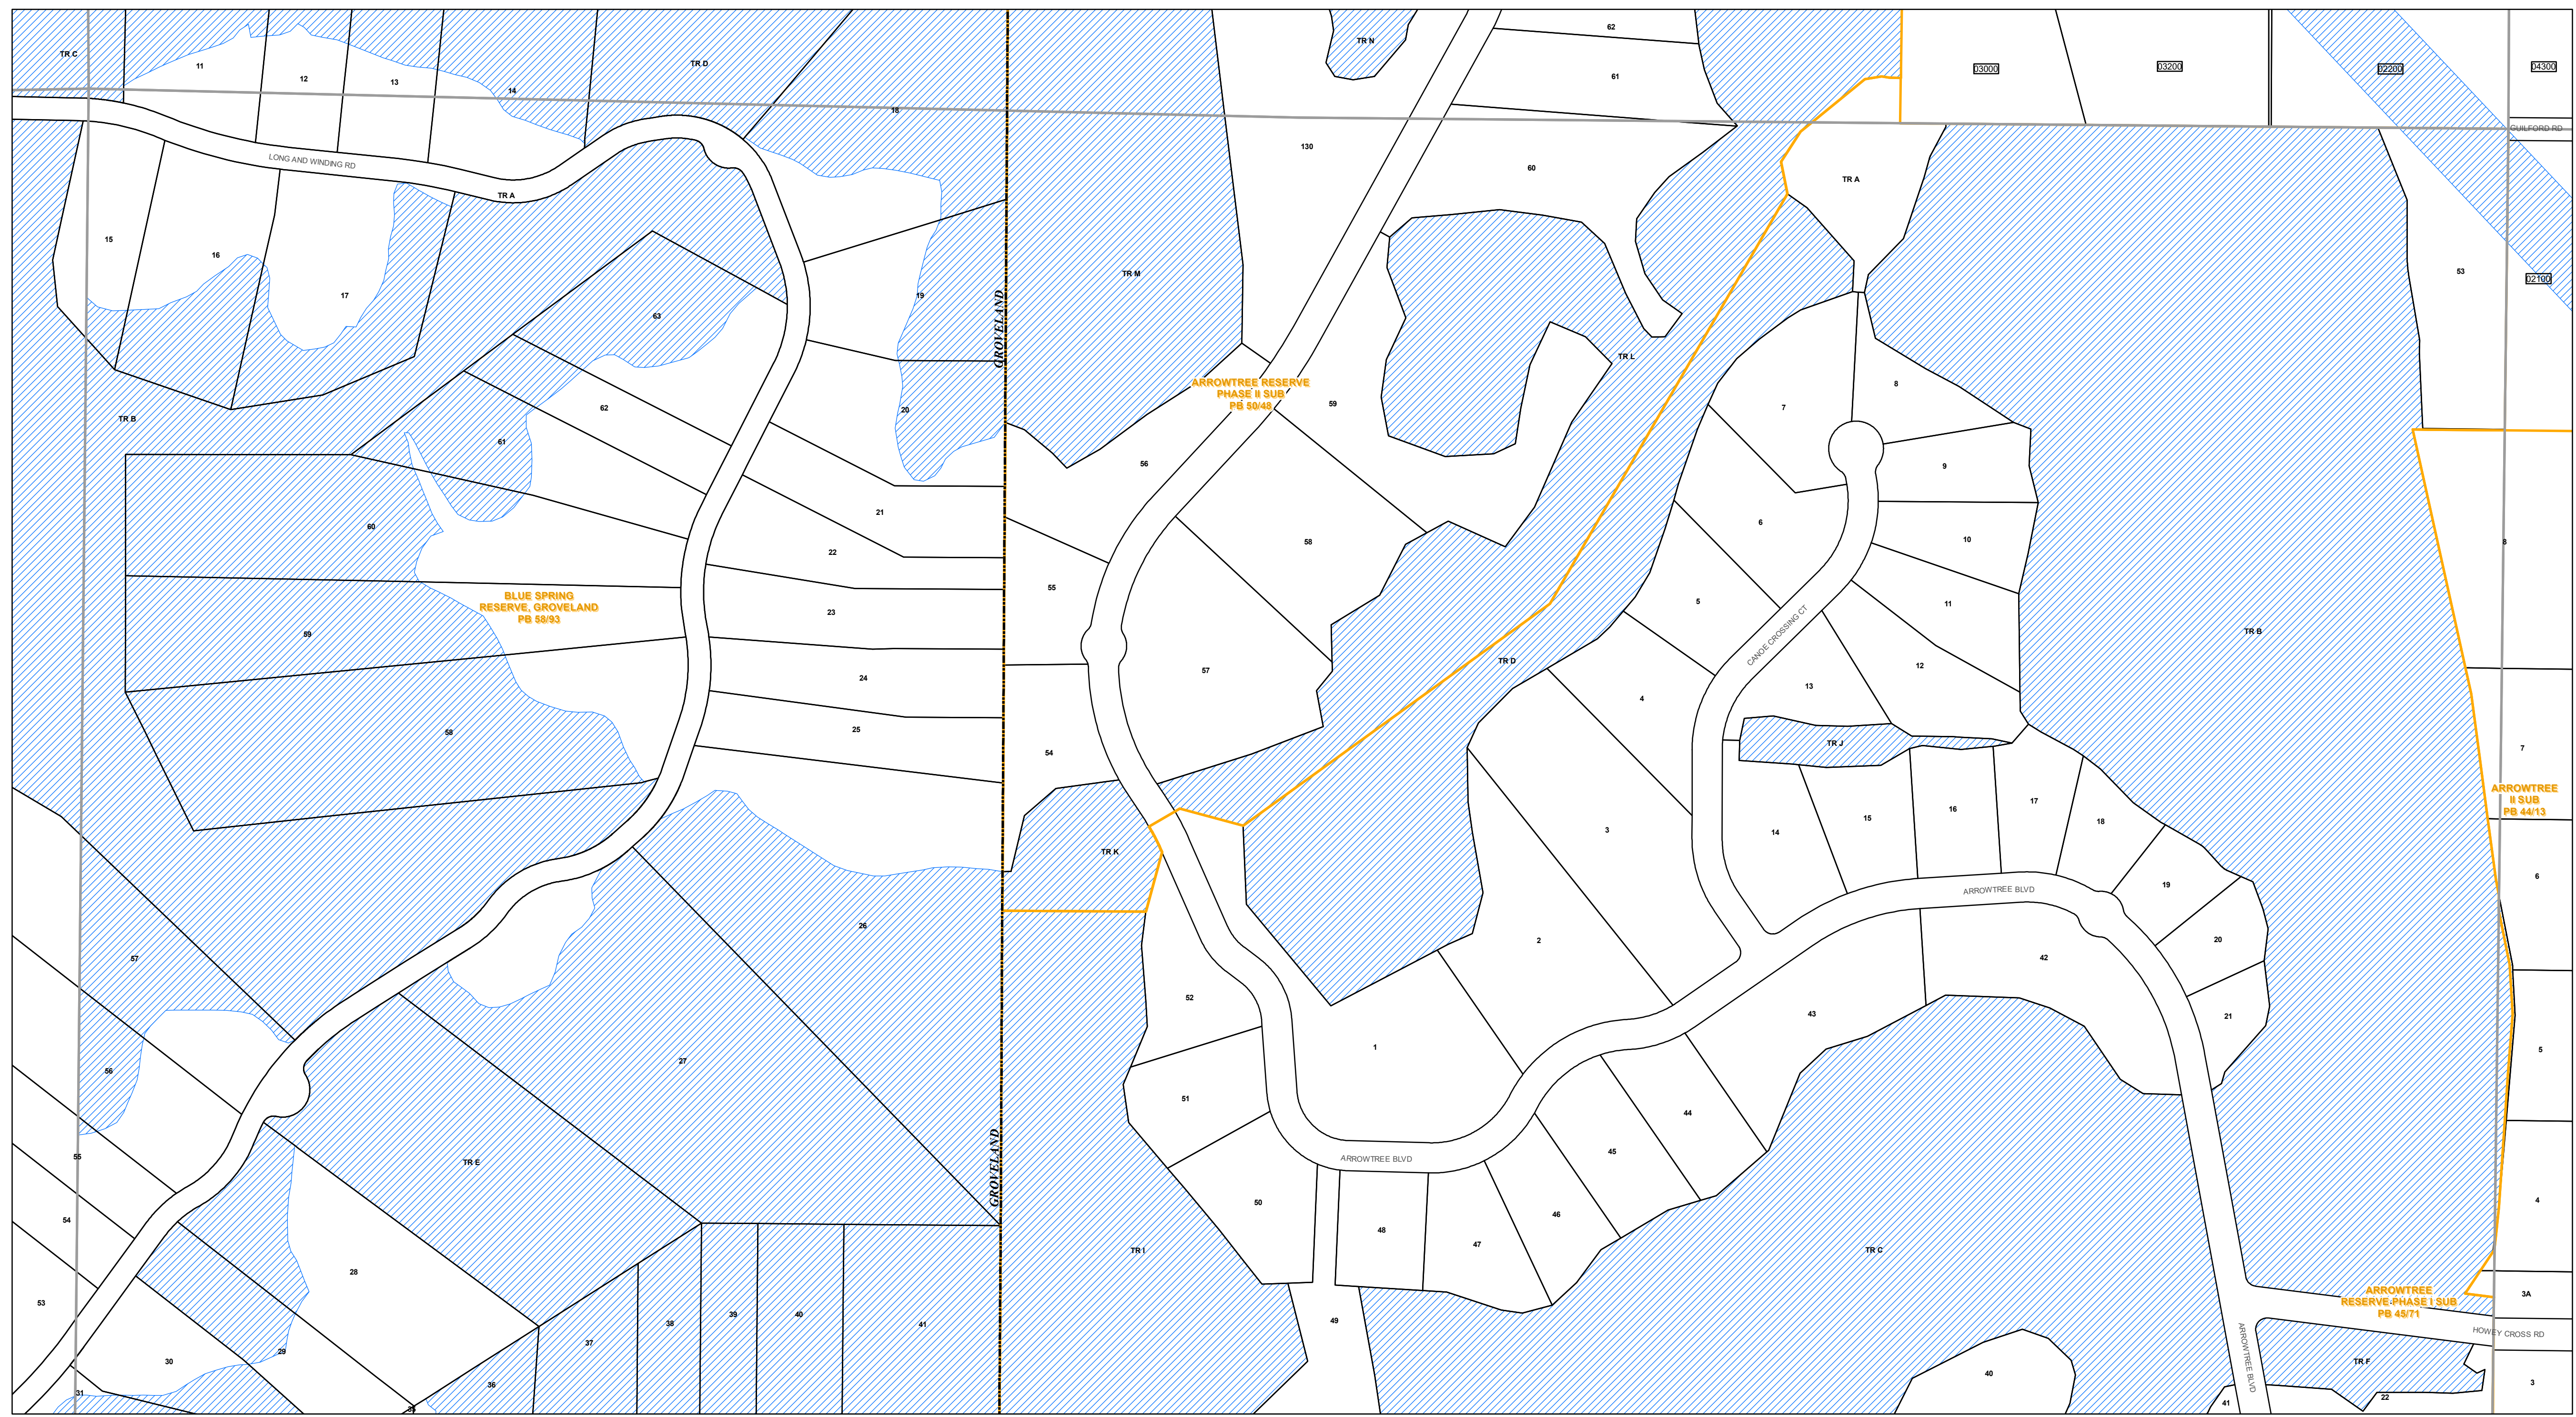 TR C
11
12
13
14
TR D
18
TR N
62
61
03000
03200
02200
04300
GUILFORD RD
LONG AND WINDING RD
TR A
130
60
TR A
15
16
17
19
63
GROVELAND
TR M
53
02100
TR L
TR B
62
61
20
ARROWTREE RESERVE
PHASE II SUB
PB 50/48
59
7
8
56
9
60
21
22
58
6
10
8
BLUE SPRING
RESERVE, GROVELAND
PB 58/93
59
23
55
5
11
CANOE CROSSING CT
TR B
24
57
TR D
12
4
13
58
25
54
TR J
7
ARROWTREE
II SUB
PB 44/13
TR K
3
14
15
16
17
18
6
19
ARROWTREE BLVD
26
2
20
42
57
52
43
21
1
5
56
27
51
44
GROVELAND
55
TR E
ARROWTREE BLVD
45
54
50
48
47
46
4
TR I
TR C
28
53
ARROWTREE
RESERVE PHASE I SUB
PB 45/71
3A
37
38
39
40
41
49
ARROWTREE BLVD
HOWEY CROSS RD
29
30
31
36
40
TR F
22
3
41